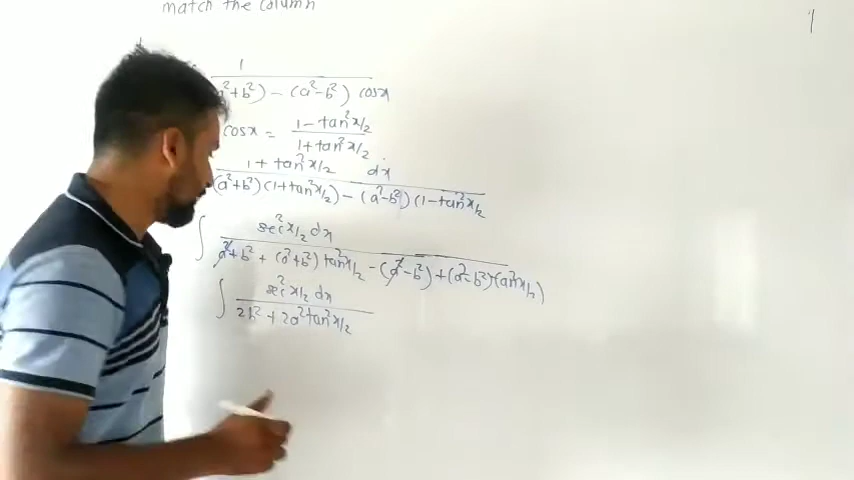 match the column
1
1
a²+b²) - (a²-b²) cosx
cosx = 1 - tan²x/2 / 1 + tan²x/2
1 + tan²x/2 dx
(a²+b²)(1+tan²x/2) - (a²-b²)(1-tan²x/2
∫ sec²x/2 dx
a²+b² + (a²+b²) tan²x/2 - (a²-b²) + (a²-b²)tan²x/2
∫ sec²x/2 dx
2b² + 2a²tan²x/2